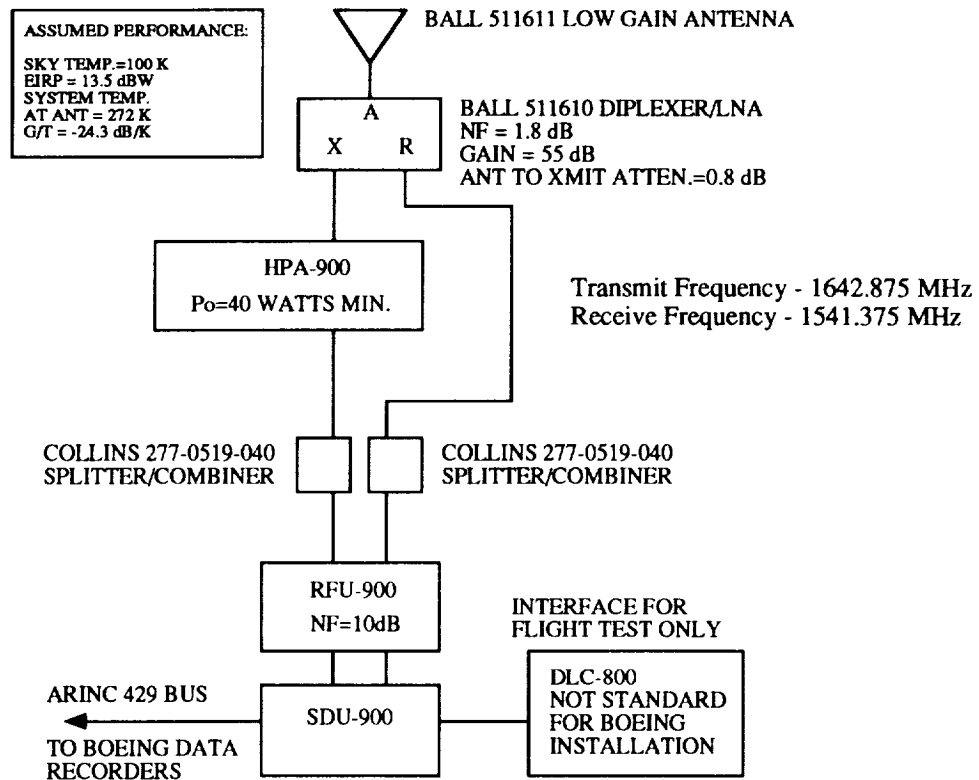 BALL 511611 LOW GAIN ANTENNA
ASSUMED PERFORMANCE:
SKY TEMP.=100 K
EIRP = 13.5 dBW
SYSTEM TEMP.
AT ANT = 272 K
G/T = -24.3 dB/K
A
X R
BALL 511610 DIPLEXER/LNA
NF = 1.8 dB
GAIN = 55 dB
ANT TO XMIT ATTEN.=0.8 dB
HPA-900
Po=40 WATTS MIN.
Transmit Frequency - 1642.875 MHz
Receive Frequency - 1541.375 MHz
COLLINS 277-0519-040
SPLITTER/COMBINER
COLLINS 277-0519-040
SPLITTER/COMBINER
RFU-900
NF=10dB
INTERFACE FOR
FLIGHT TEST ONLY
ARINC 429 BUS
TO BOEING DATA
RECORDERS
SDU-900
DLC-800
NOT STANDARD
FOR BOEING
INSTALLATION